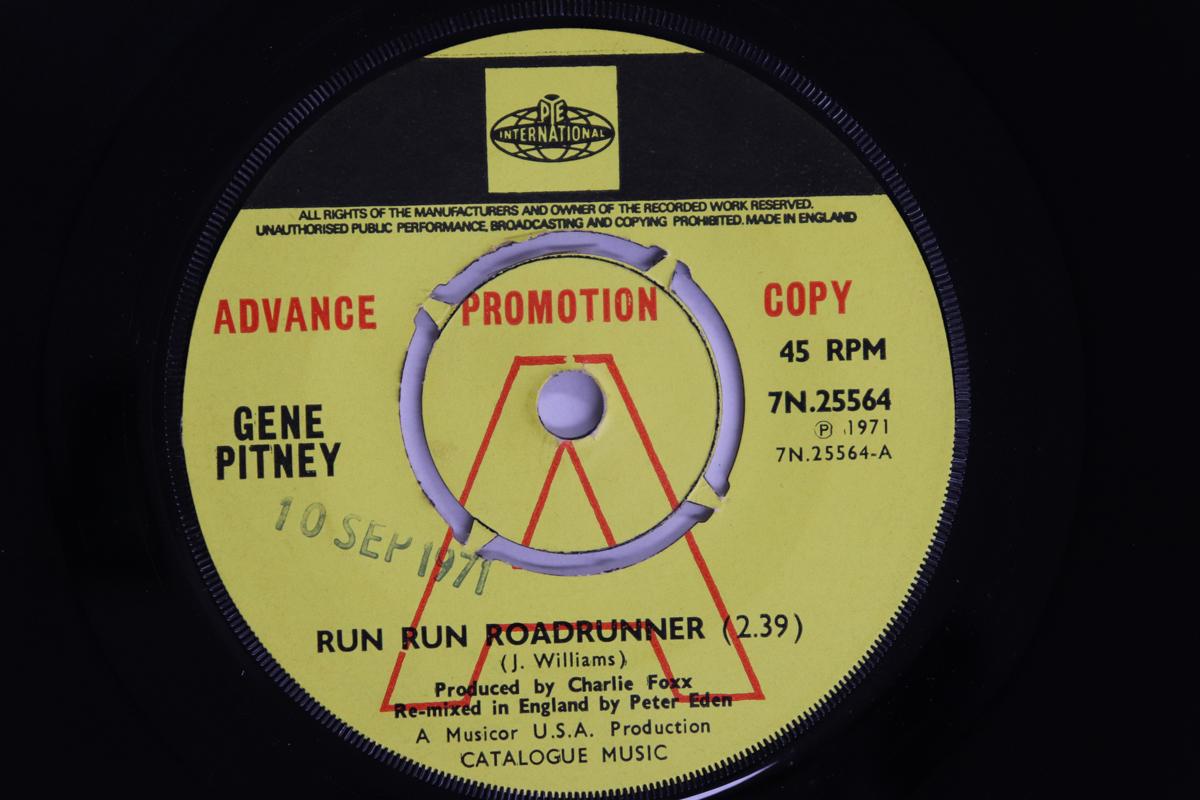 PYE
INTERNATIONAL
ALL RIGHTS OF THE MANUFACTURERS AND OWNER OF THE RECORDED WORK RESERVED.
UNAUTHORISED PUBLIC PERFORMANCE, BROADCASTING AND COPYING PROHIBITED. MADE IN ENGLAND
ADVANCE PROMOTION COPY
45 RPM
7N.25564
Ⓟ 1971
7N.25564-A
GENE
PITNEY
10 SEP 1971
A
RUN RUN ROADRUNNER (2.39)
(J. Williams)
Produced by Charlie Foxx
Re-mixed in England by Peter Eden
A Musicor U.S.A. Production
CATALOGUE MUSIC